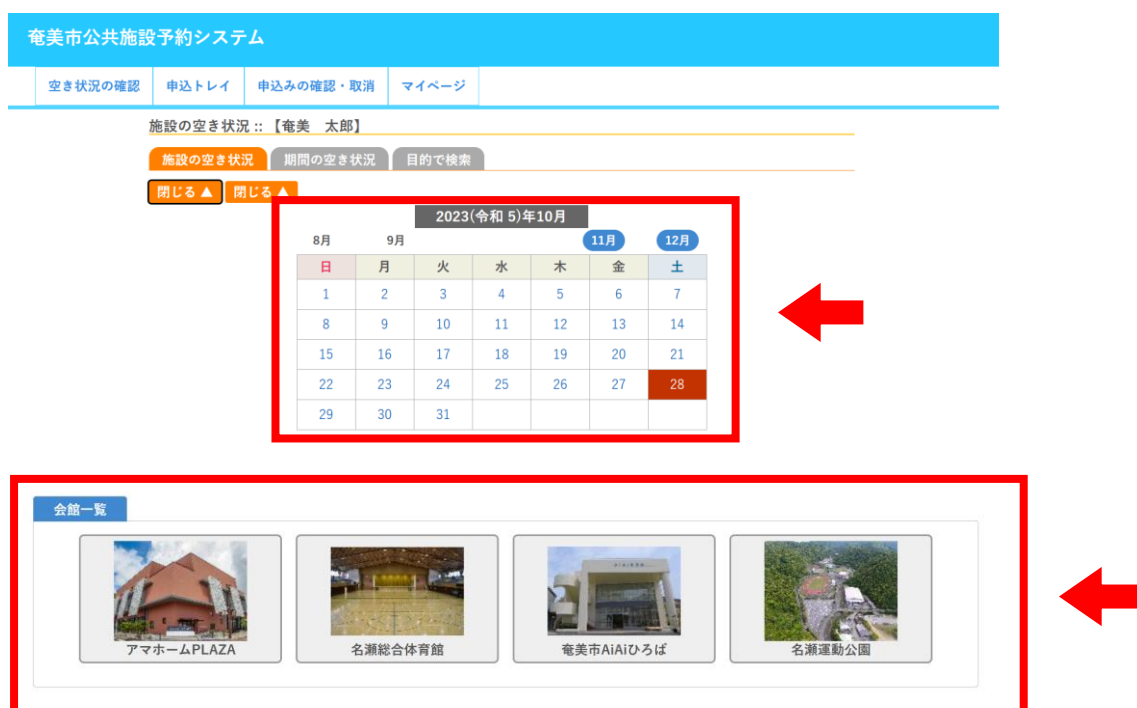 奄美市公共施設予約システム
空き状況の確認 申込トレイ 申込みの確認・取消 マイページ
施設の空き状況 :: 【奄美 太郎】
施設の空き状況 期間の空き状況 目的で検索
閉じる ▲ 閉じる ▲
2023(令和 5)年10月
8月 9月 11月 12月
日 月 火 水 木 金 土
1 2 3 4 5 6 7
8 9 10 11 12 13 14
15 16 17 18 19 20 21
22 23 24 25 26 27 28
29 30 31
会館一覧
アマホームPLAZA 名瀬総合体育館 奄美市AiAiひろば 名瀬運動公園